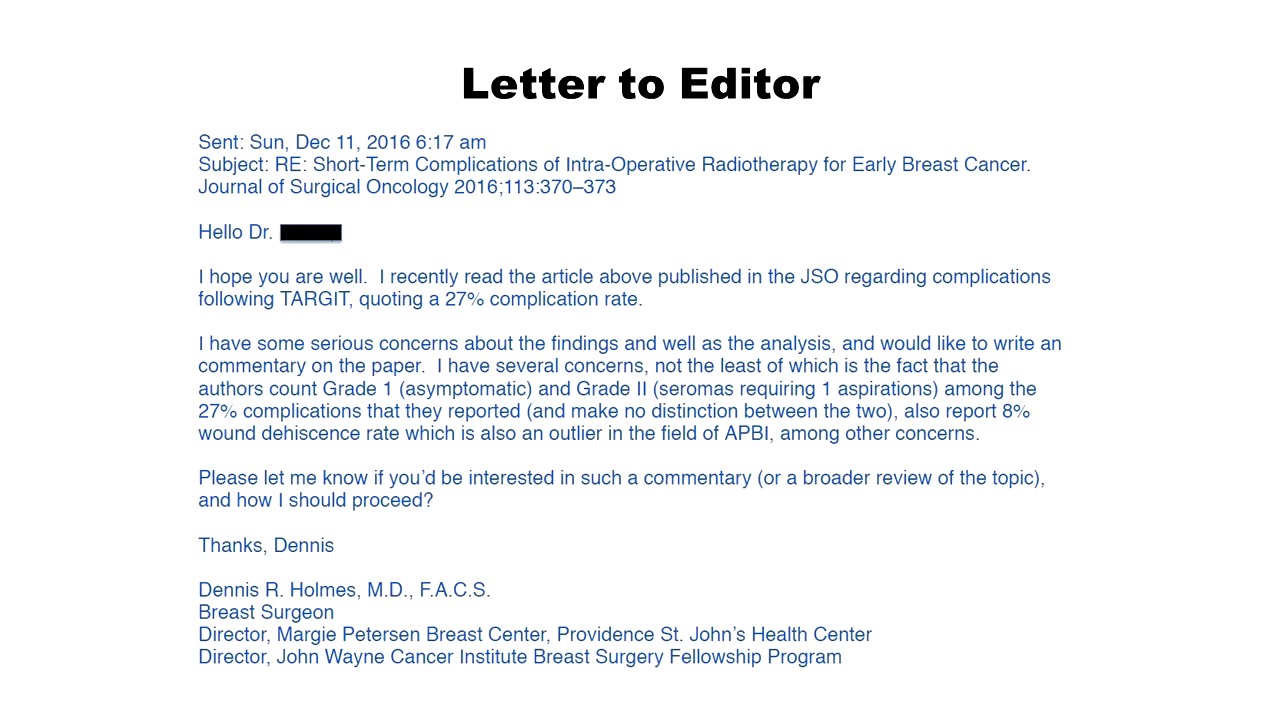 Letter to Editor
Sent: Sun, Dec 11, 2016 6:17 am
Subject: RE: Short-Term Complications of Intra-Operative Radiotherapy for Early Breast Cancer.
Journal of Surgical Oncology 2016;113:370–373
Hello Dr.
I hope you are well.  I recently read the article above published in the JSO regarding complications
following TARGIT, quoting a 27% complication rate.
I have some serious concerns about the findings and well as the analysis, and would like to write an
commentary on the paper.  I have several concerns, not the least of which is the fact that the
authors count Grade 1 (asymptomatic) and Grade II (seromas requiring 1 aspirations) among the
27% complications that they reported (and make no distinction between the two), also report 8%
wound dehiscence rate which is also an outlier in the field of APBI, among other concerns.
Please let me know if you’d be interested in such a commentary (or a broader review of the topic),
and how I should proceed?
Thanks, Dennis
Dennis R. Holmes, M.D., F.A.C.S.
Breast Surgeon
Director, Margie Petersen Breast Center, Providence St. John’s Health Center
Director, John Wayne Cancer Institute Breast Surgery Fellowship Program